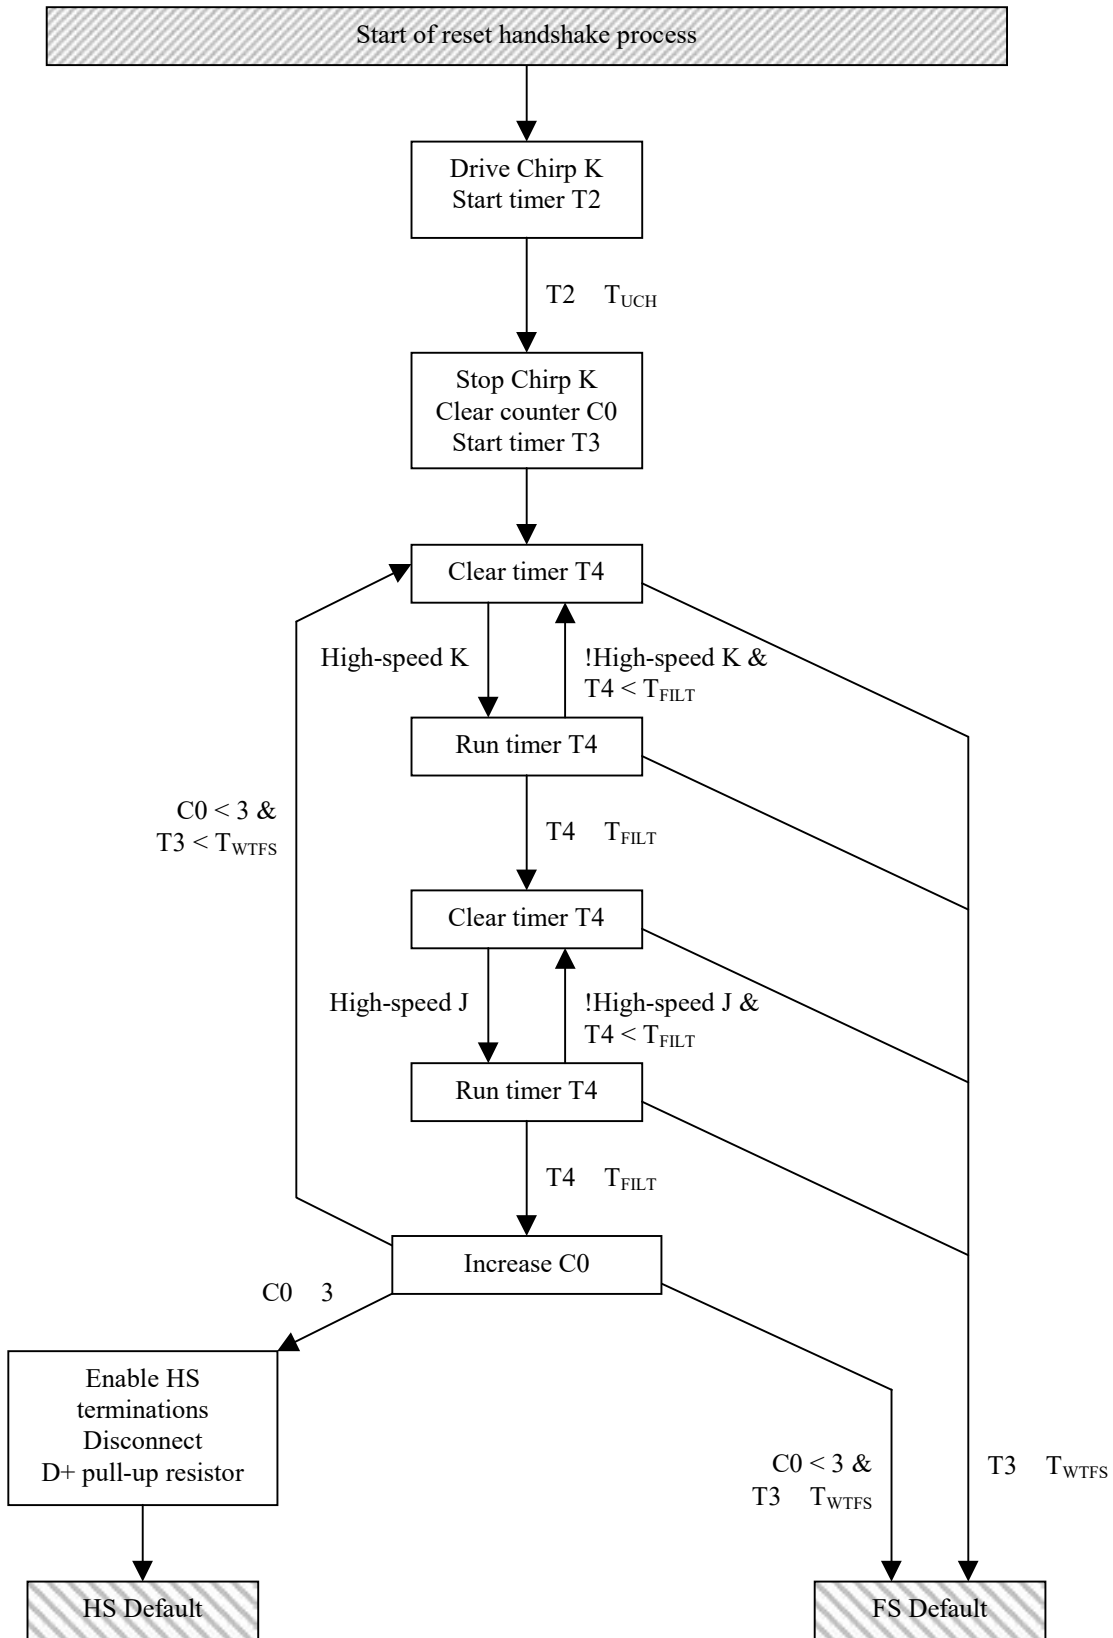 Start of reset handshake process
Drive Chirp K
Start timer T2
T2 T_UCH
Stop Chirp K
Clear counter C0
Start timer T3
Clear timer T4
High-speed K
!High-speed K &
T4 < T_FILT
Run timer T4
C0 < 3 &
T3 < T_WTFS
T4 T_FILT
Clear timer T4
High-speed J
!High-speed J &
T4 < T_FILT
Run timer T4
T4 T_FILT
Increase C0
C0 3
Enable HS
terminations
Disconnect
D+ pull-up resistor
C0 < 3 &
T3 T_WTFS
T3 T_WTFS
HS Default
FS Default